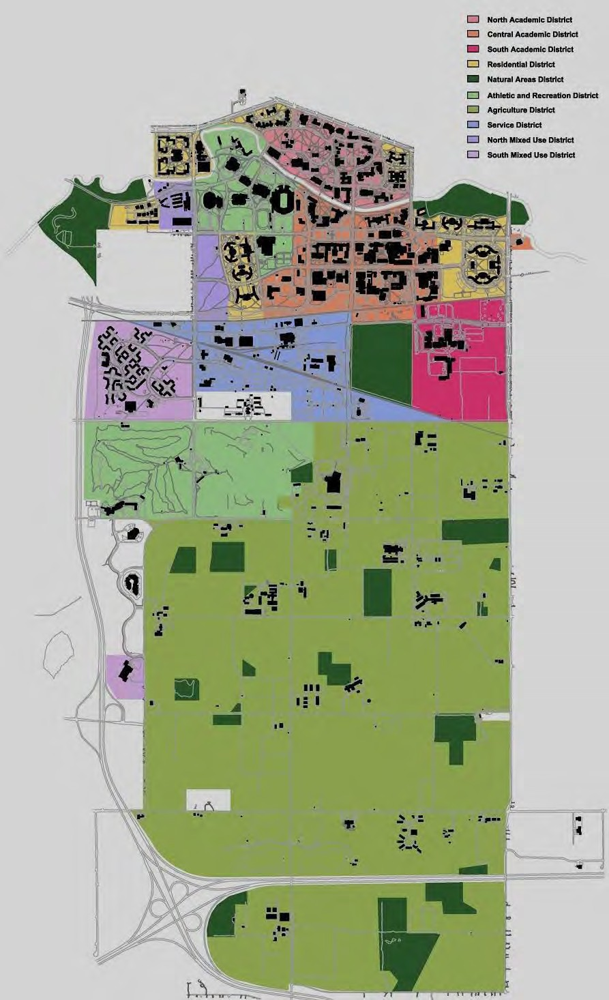 North Academic District
Central Academic District
South Academic District
Residential District
Natural Areas District
Athletic and Recreation District
Agriculture District
Service District
North Mixed Use District
South Mixed Use District